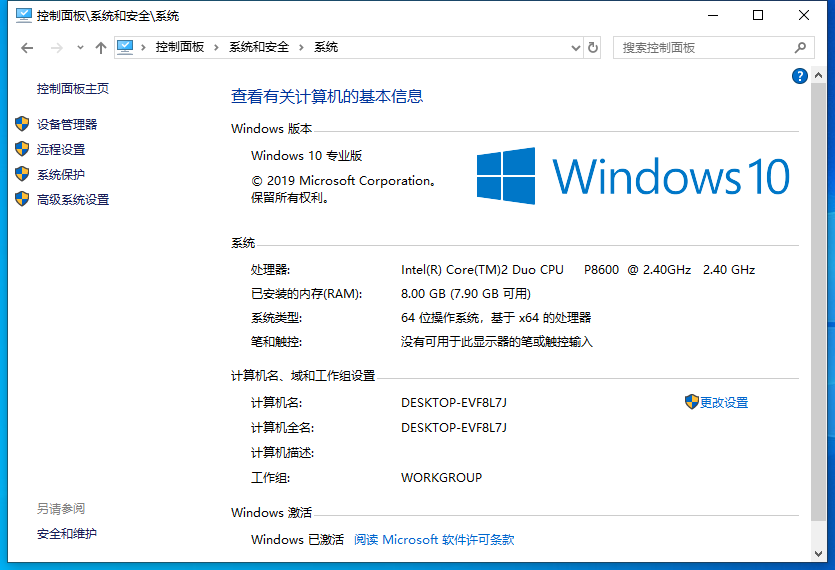 控制面板\系统和安全\系统
控制面板 > 系统和安全 > 系统
搜索控制面板
?
控制面板主页
设备管理器
远程设置
系统保护
高级系统设置
查看有关计算机的基本信息
Windows 版本
Windows 10 专业版
© 2019 Microsoft Corporation。
保留所有权利。
Windows 10
系统
处理器: Intel(R) Core(TM)2 Duo CPU P8600 @ 2.40GHz 2.40 GHz
已安装的内存(RAM): 8.00 GB (7.90 GB 可用)
系统类型: 64 位操作系统，基于 x64 的处理器
笔和触控: 没有可用于此显示器的笔或触控输入
计算机名、域和工作组设置
计算机名: DESKTOP-EVF8L7J 更改设置
计算机全名: DESKTOP-EVF8L7J
计算机描述:
工作组: WORKGROUP
Windows 激活
Windows 已激活 阅读 Microsoft 软件许可条款
另请参阅
安全和维护